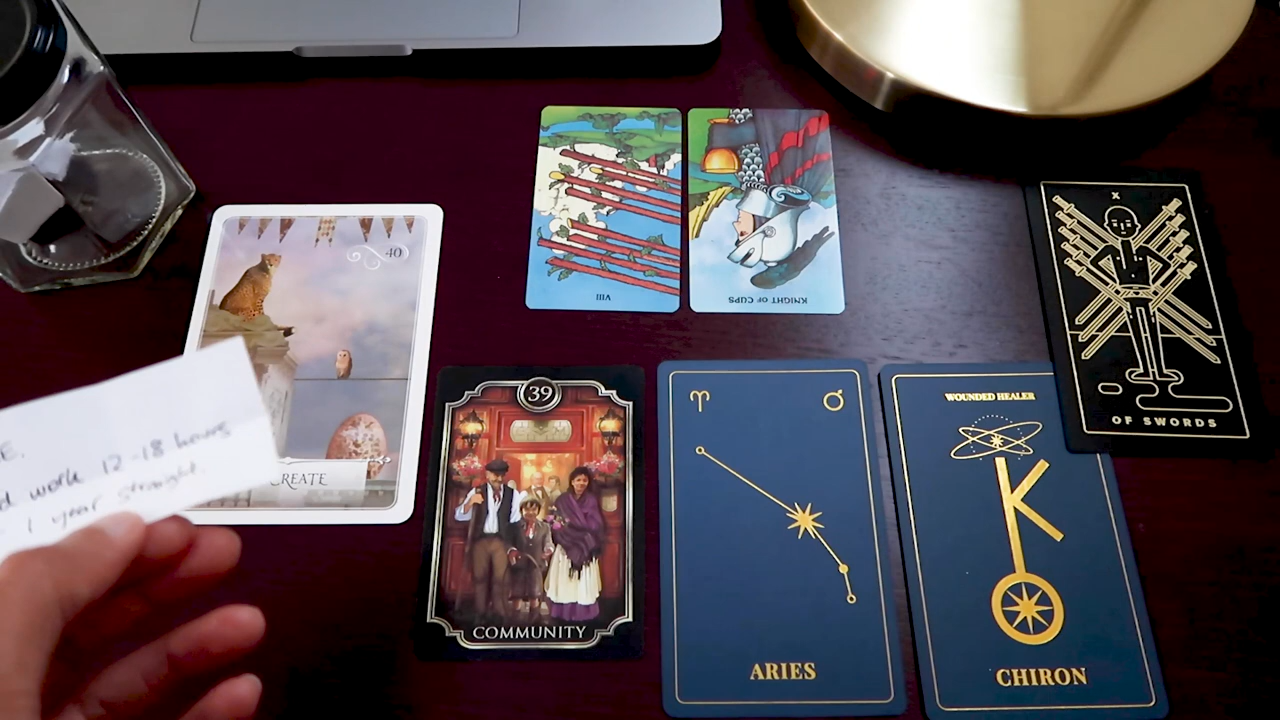 VIII
KNIGHT OF CUPS
X
OF SWORDS
40
CREATE
E.
work 12-18 hours
1 year straight.
39
COMMUNITY
ARIES
WOUNDED HEALER
CHIRON